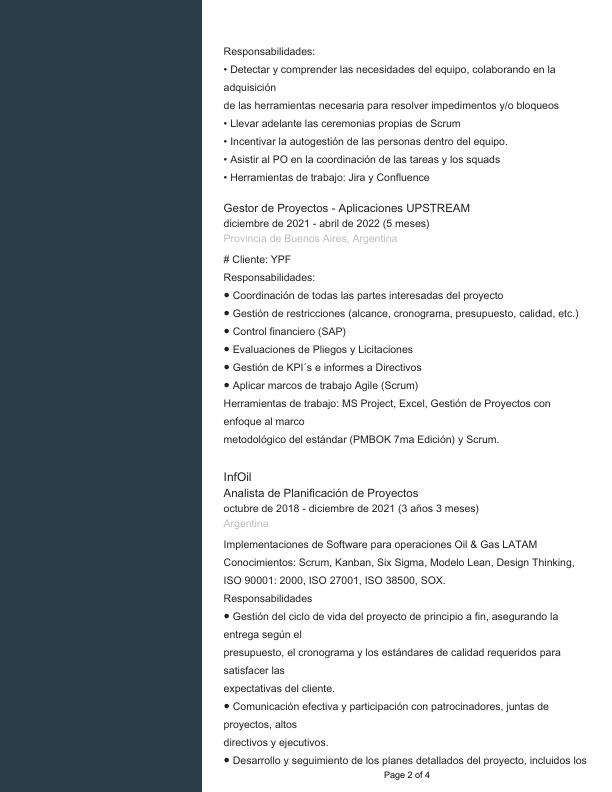 Responsabilidades:
• Detectar y comprender las necesidades del equipo, colaborando en la
adquisición
de las herramientas necesaria para resolver impedimentos y/o bloqueos
• Llevar adelante las ceremonias propias de Scrum
• Incentivar la autogestión de las personas dentro del equipo.
• Asistir al PO en la coordinación de las tareas y los squads
• Herramientas de trabajo: Jira y Confluence
Gestor de Proyectos - Aplicaciones UPSTREAM
diciembre de 2021 - abril de 2022 (5 meses)
Provincia de Buenos Aires, Argentina
# Cliente: YPF
Responsabilidades:
● Coordinación de todas las partes interesadas del proyecto
● Gestión de restricciones (alcance, cronograma, presupuesto, calidad, etc.)
● Control financiero (SAP)
● Evaluaciones de Pliegos y Licitaciones
● Gestión de KPI´s e informes a Directivos
● Aplicar marcos de trabajo Agile (Scrum)
Herramientas de trabajo: MS Project, Excel, Gestión de Proyectos con
enfoque al marco
metodológico del estándar (PMBOK 7ma Edición) y Scrum.
InfOil
Analista de Planificación de Proyectos
octubre de 2018 - diciembre de 2021 (3 años 3 meses)
Argentina
Implementaciones de Software para operaciones Oil & Gas LATAM
Conocimientos: Scrum, Kanban, Six Sigma, Modelo Lean, Design Thinking,
ISO 90001: 2000, ISO 27001, ISO 38500, SOX.
Responsabilidades
● Gestión del ciclo de vida del proyecto de principio a fin, asegurando la
entrega según el
presupuesto, el cronograma y los estándares de calidad requeridos para
satisfacer las
expectativas del cliente.
● Comunicación efectiva y participación con patrocinadores, juntas de
proyectos, altos
directivos y ejecutivos.
● Desarrollo y seguimiento de los planes detallados del proyecto, incluidos los
Page 2 of 4